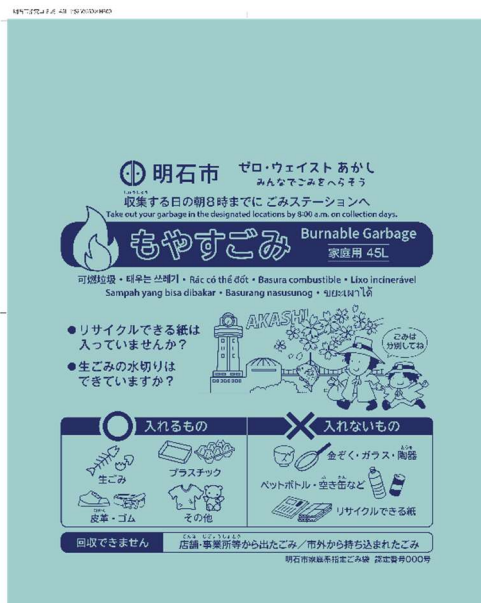 明石市
ゼロ・ウェイスト あかし
みんなでごみをへらそう
収集する日の朝8時までに ごみステーションへ
Take out your garbage in the designated locations by 8:00 a.m. on collection days.
もやすごみ
Burnable Garbage
家庭用 45L
可燃垃圾・태우는 쓰레기・Rác có thể đốt・Basura combustible・Lixo incinerável
Sampah yang bisa dibakar・Basurang nasusunog・ขยะเผาได้
●リサイクルできる紙は
入っていませんか?
●生ごみの水切りは
できていますか?
AKASHI
ごみは
分別してね
入れるもの
生ごみ
プラスチック
皮革・ゴム
その他
入れないもの
金ぞく・ガラス・陶器
ペットボトル・空き缶など
リサイクルできる紙
回収できません
店舗・事業所等から出たごみ/市外から持ち込まれたごみ
明石市家庭系指定ごみ袋 認定番号000号